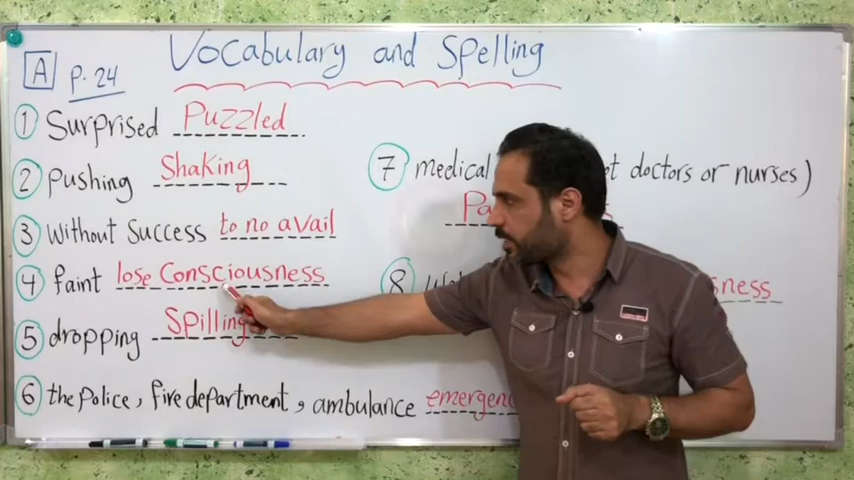 A P. 24 Vocabulary and Spelling
1 Surprised Puzzled
2 pushing Shaking
3 without success to no avail
4 faint lose Consciousness
5 dropping Spilling
6 the police, fire department, ambulance
7 medical doctors or nurses)
8